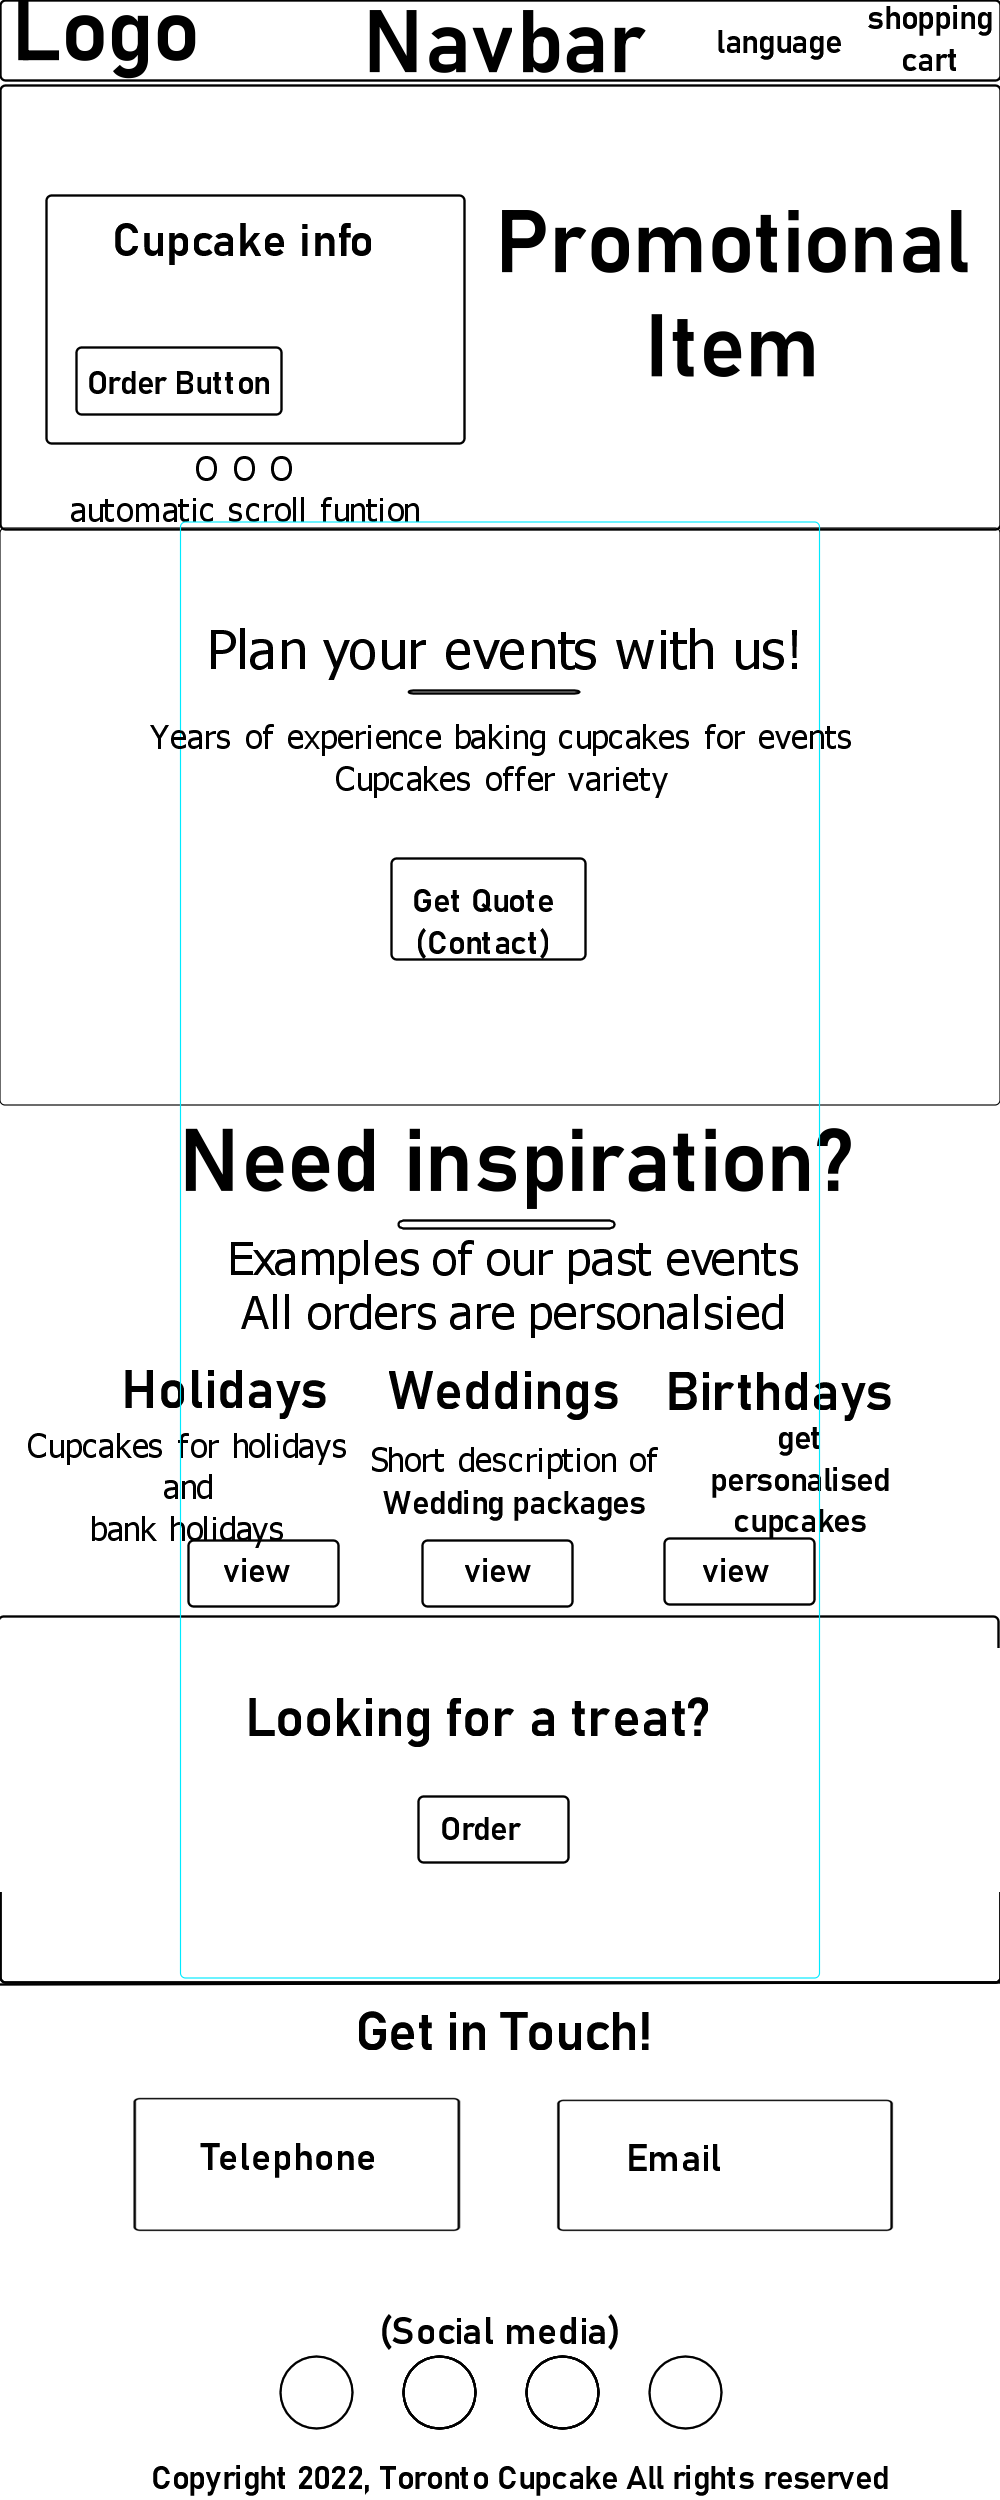 Logo
Navbar
language
shopping
cart
Cupcake info
Order Button
Promotional
Item
O O O
automatic scroll funtion
Plan your events with us!
Years of experience baking cupcakes for events
Cupcakes offer variety
Get Quote
(Contact)
Need inspiration?
Examples of our past events
All orders are personalsied
Holidays
Cupcakes for holidays
and
bank holidays
view
Weddings
Short description of
Wedding packages
view
Birthdays
get
personalised
cupcakes
view
Looking for a treat?
Order
Get in Touch!
Telephone
Email
(Social media)
Copyright 2022, Toronto Cupcake All rights reserved